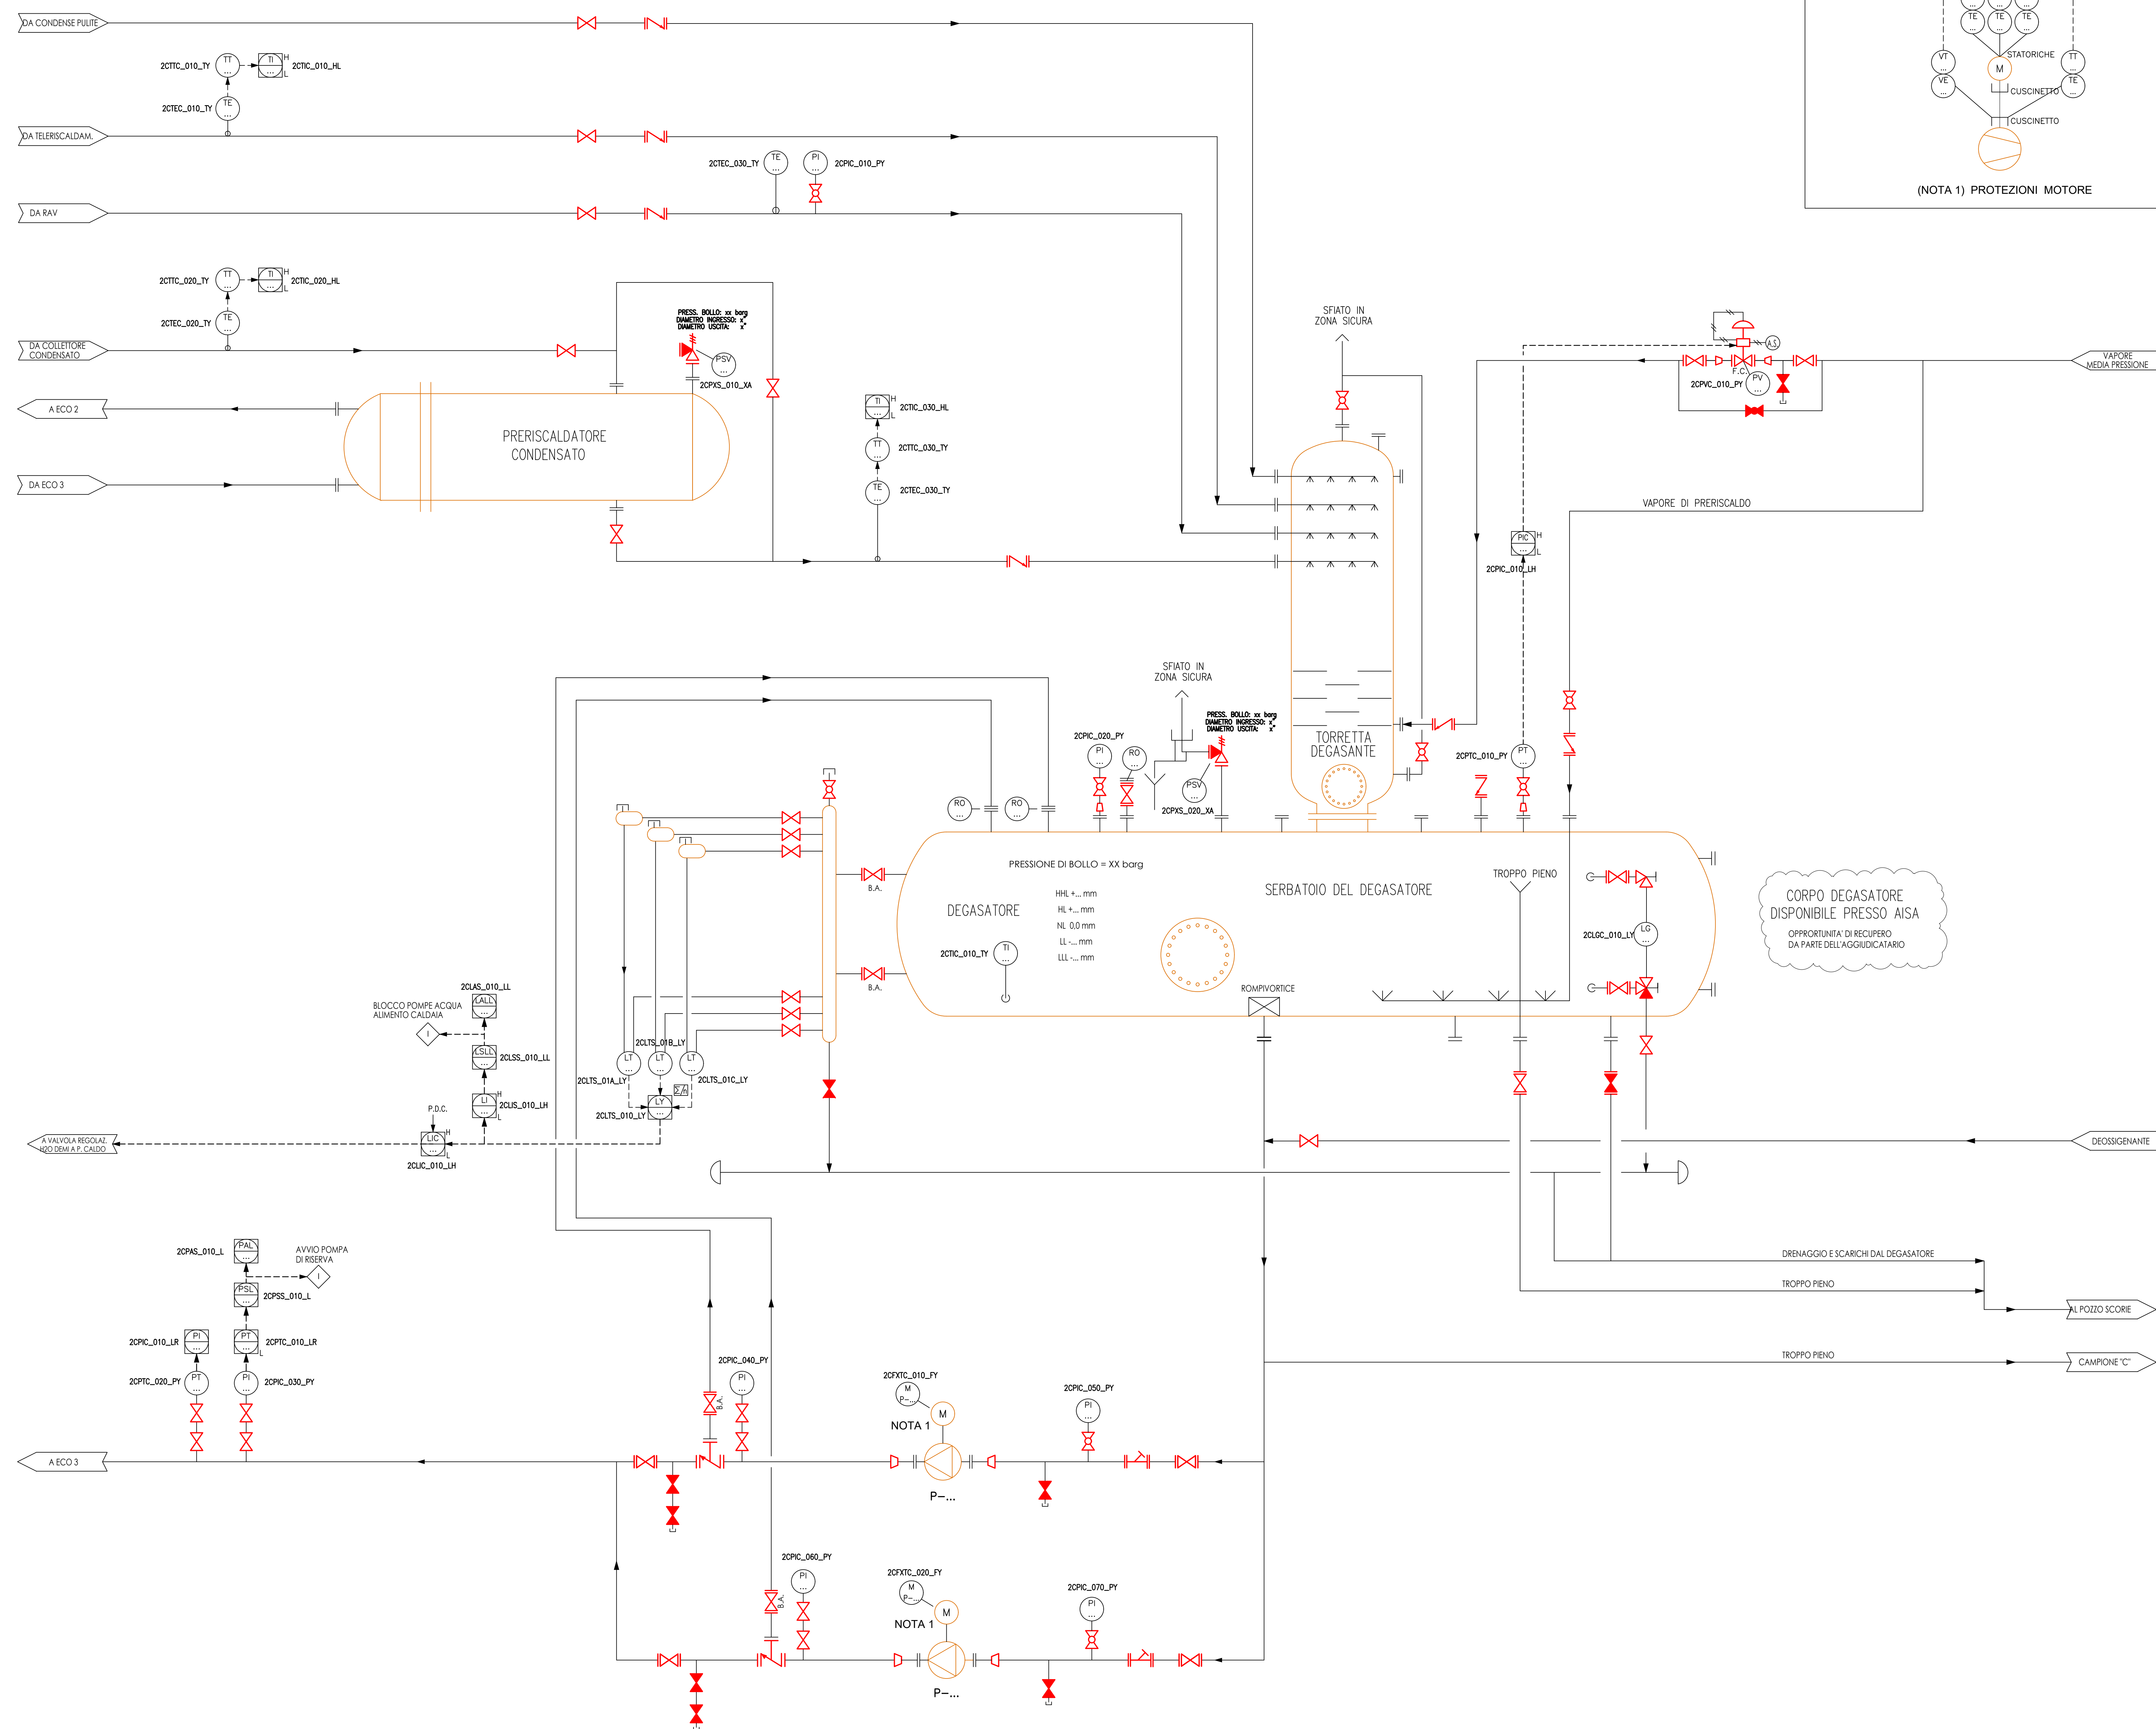 DA CONDENSE PULITE
2CTTC_010_TY
TT
...
TI
...
H
L
2CTIC_010_HL
2CTEC_010_TY
TE
...
DA TELERISCALDAM.
2CTEC_030_TY
TE
...
PI
...
2CPIC_010_PY
DA RAV
...
...
...
TE
...
TE
...
TE
...
STATORICHE
VT
...
M
TT
...
VE
...
CUSCINETTO
TE
...
CUSCINETTO
(NOTA 1) PROTEZIONI MOTORE
2CTTC_020_TY
TT
...
TI
...
H
L
2CTIC_020_HL
2CTEC_020_TY
TE
...
DA COLLETTORE
CONDENSATO
PRESS. BOLLO: xx barg
DIAMETRO INGRESSO: x"
DIAMETRO USCITA: x"
PSV
...
2CPXS_010_XA
A ECO 2
PRERISCALDATORE
CONDENSATO
DA ECO 3
TI
...
H
L
2CTIC_030_HL
TT
...
2CTTC_030_TY
TE
...
2CTEC_030_TY
SFIATO IN
ZONA SICURA
A.S.
F.C.
2CPVC_010_PY
PV
...
VAPORE
MEDIA PRESSIONE
VAPORE DI PRERISCALDO
PIC
...
H
L
2CPIC_010_LH
SFIATO IN
ZONA SICURA
PRESS. BOLLO: xx barg
DIAMETRO INGRESSO: x"
DIAMETRO USCITA: x"
2CPIC_020_PY
PI
...
RO
...
PSV
...
2CPXS_020_XA
TORRETTA
DEGASANTE
2CPTC_010_PY
PT
...
RO
...
RO
...
B.A.
B.A.
PRESSIONE DI BOLLO = XX barg
DEGASATORE
HHL +... mm
HL +... mm
NL 0,0 mm
LL -... mm
LLL -... mm
2CTIC_010_TY
TI
...
SERBATOIO DEL DEGASATORE
TROPPO PIENO
2CLGC_010_LY
LG
...
ROMPIVORTICE
CORPO DEGASATORE
DISPONIBILE PRESSO AISA
OPPRORTUNITA' DI RECUPERO
DA PARTE DELL'AGGIUDICATARIO
2CLAS_010_LL
LALL
...
BLOCCO POMPE ACQUA
ALIMENTO CALDAIA
I
LSLL
...
2CLSS_010_LL
LI
...
H
L
2CLIS_010_LH
P.D.C.
LIC
...
H
L
2CLIC_010_LH
A VALVOLA REGOLAZ.
H2O DEMI A P. CALDO
2CLTS_01B_LY
LT
...
LT
...
LT
...
2CLTS_01A_LY
2CLTS_01C_LY
Σ/n
2CLTS_010_LY
LY
...
DEOSSIGENANTE
DRENAGGIO E SCARICHI DAL DEGASATORE
TROPPO PIENO
AL POZZO SCORIE
TROPPO PIENO
CAMPIONE "C"
2CPAS_010_L
PAL
...
AVVIO POMPA
DI RISERVA
I
PSL
...
2CPSS_010_L
2CPIC_010_LR
PI
...
PT
...
L
2CPTC_010_LR
2CPTC_020_PY
PT
...
PI
...
2CPIC_030_PY
A ECO 3
B.A.
2CPIC_040_PY
PI
...
2CFXTC_010_FY
M
P-...
M
NOTA 1
P-...
2CPIC_050_PY
PI
...
B.A.
2CPIC_060_PY
PI
...
2CFXTC_020_FY
M
P-...
M
NOTA 1
P-...
2CPIC_070_PY
PI
...